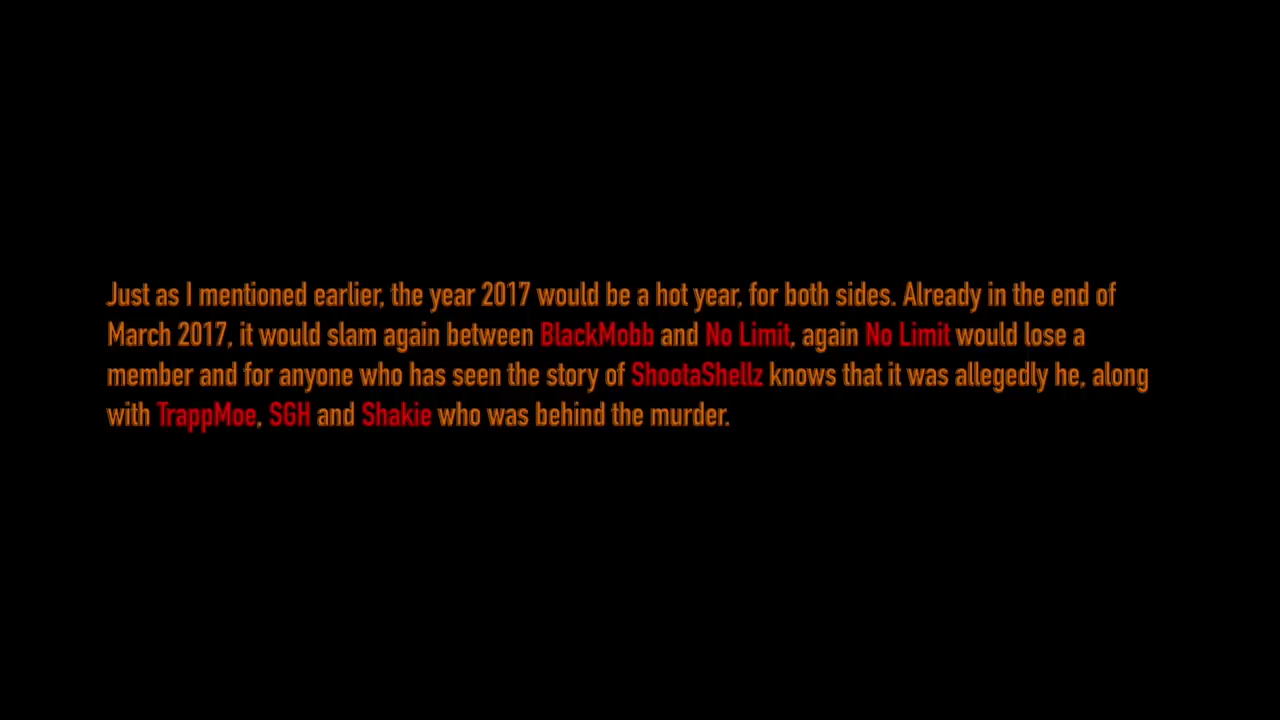 Just as I mentioned earlier, the year 2017 would be a hot year, for both sides. Already in the end of
March 2017, it would slam again between BlackMobb and No Limit, again No Limit would lose a
member and for anyone who has seen the story of ShootaShellz knows that it was allegedly he, along
with TrappMoe, SGH and Shakie who was behind the murder.